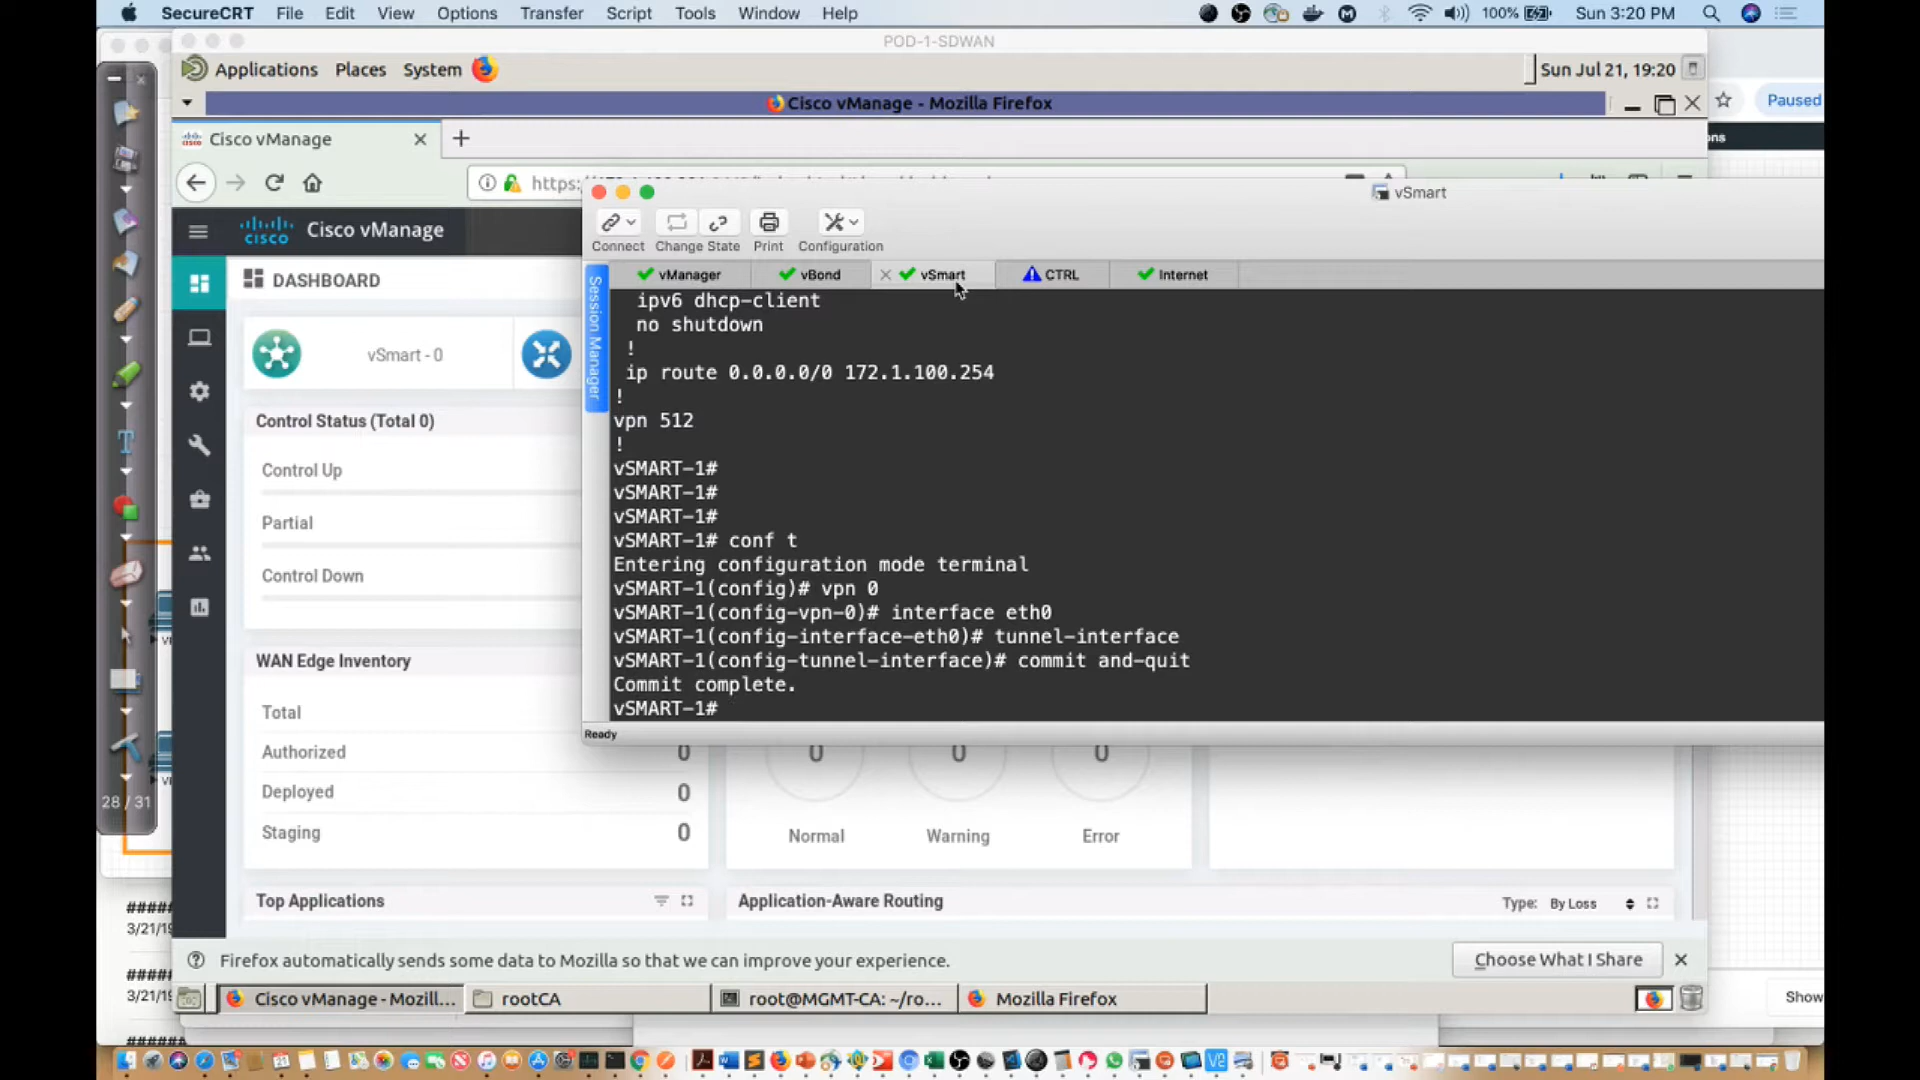 SecureCRT File Edit View Options Transfer Script Tools Window Help 100% Sun 3:20 PM
POD-1-SDWAN
Applications Places System Sun Jul 21, 19:20
Cisco vManage - Mozilla Firefox
Paused
Cisco vManage
ons
https:
vSmart
Cisco vManage
CISCO
Connect Change State Print Configuration
vManager vBond vSmart CTRL Internet
Session Manager
DASHBOARD
vSmart - 0
Control Status (Total 0)
Control Up
Partial
Control Down
WAN Edge Inventory
Total
Authorized 0
Deployed 0
Staging 0
ipv6 dhcp-client
no shutdown
!
ip route 0.0.0.0/0 172.1.100.254
!
vpn 512
!
vSMART-1#
vSMART-1#
vSMART-1#
vSMART-1# conf t
Entering configuration mode terminal
vSMART-1(config)# vpn 0
vSMART-1(config-vpn-0)# interface eth0
vSMART-1(config-interface-eth0)# tunnel-interface
vSMART-1(config-tunnel-interface)# commit and-quit
Commit complete.
vSMART-1#
Ready
0 0 0
Normal Warning Error
28 / 31
Top Applications
Application-Aware Routing Type: By Loss
#####
3/21/19
#####
3/21/19
#####
Firefox automatically sends some data to Mozilla so that we can improve your experience. Choose What I Share
Cisco vManage - Mozill... rootCA root@MGMT-CA: ~/ro... Mozilla Firefox
Show